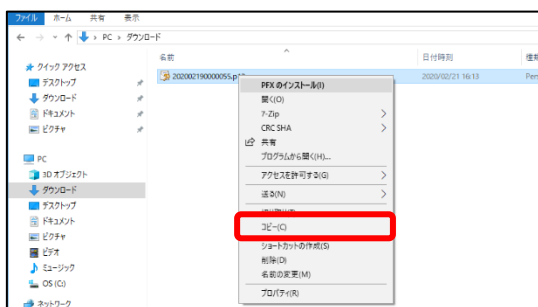 ファイル ホーム 共有 表示
PC > ダウンロード
名前 日付時刻 種類
クイック アクセス
デスクトップ
ダウンロード
ドキュメント
ピクチャ
PC
3D オブジェクト
ダウンロード
デスクトップ
ドキュメント
ピクチャ
ビデオ
ミュージック
OS (C:)
ネットワーク
202002190000055.p 2020/02/21 16:13 Pers
PFX のインストール(I)
開く(O)
7-Zip
CRC SHA
共有
プログラムから開く(H)...
アクセスを許可する(G)
送る(N)
コピー(C)
ショートカットの作成(S)
削除(D)
名前の変更(M)
プロパティ(R)